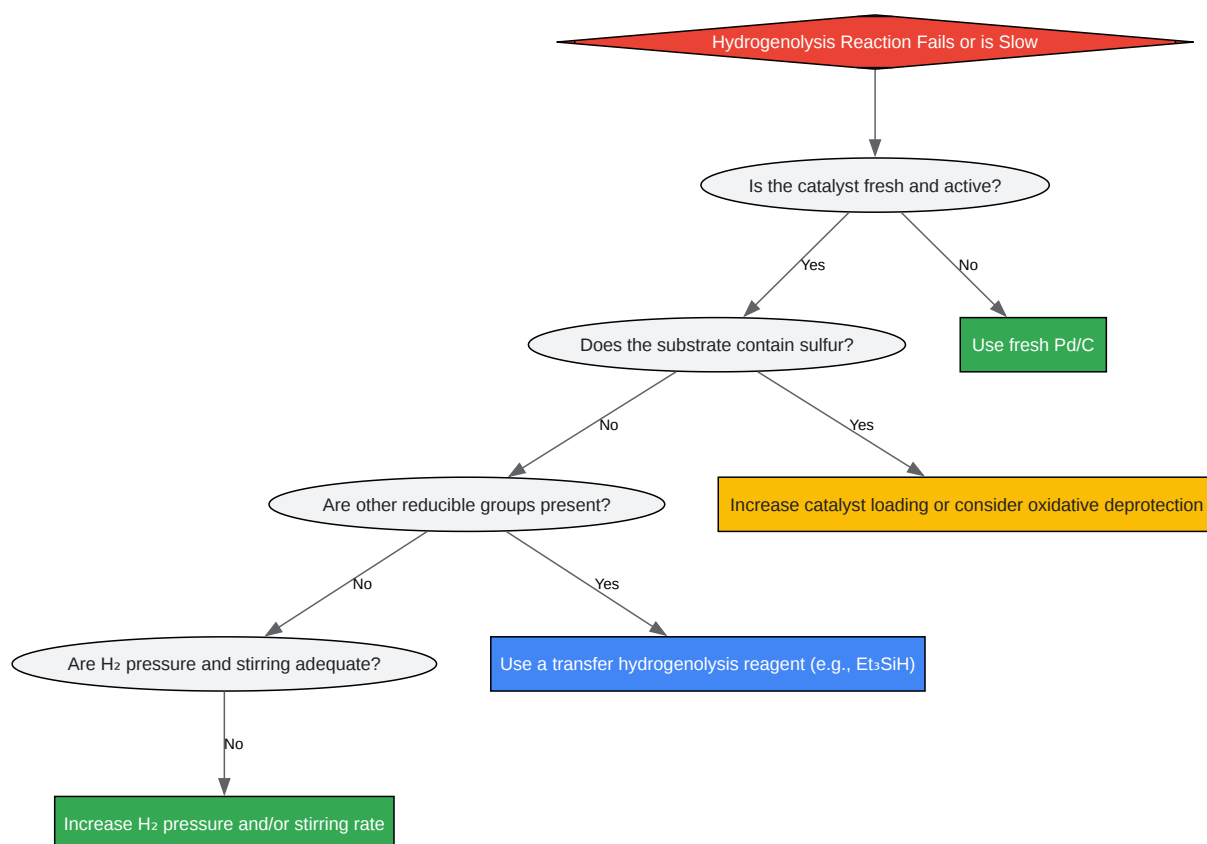 Hydrogenolysis Reaction Fails or is Slow
Is the catalyst fresh and active?
Yes
No
Does the substrate contain sulfur?
Use fresh Pd/C
No
Yes
Are other reducible groups present?
Increase catalyst loading or consider oxidative deprotection
No
Yes
Are H₂ pressure and stirring adequate?
Use a transfer hydrogenolysis reagent (e.g., Et₃SiH)
No
Increase H₂ pressure and/or stirring rate